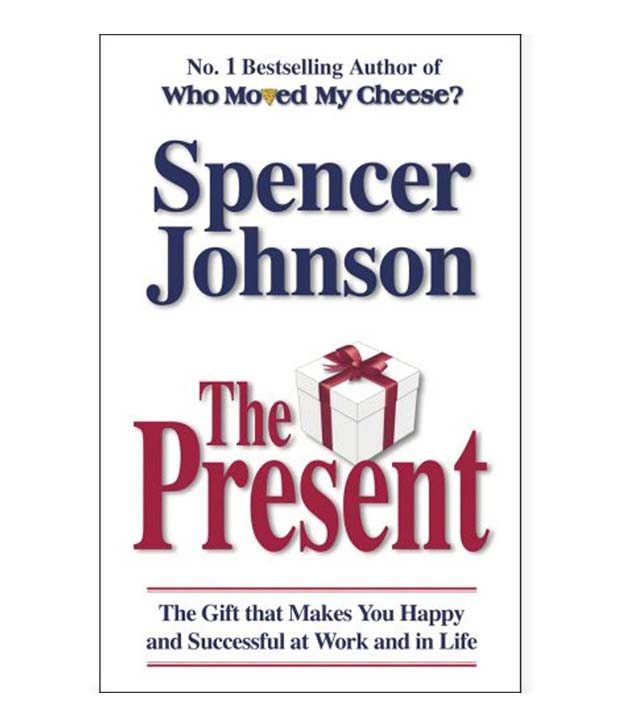 No. 1 Bestselling Author of
Who Moved My Cheese?
Spencer
Johnson
The
Present
The Gift that Makes You Happy
and Successful at Work and in Life